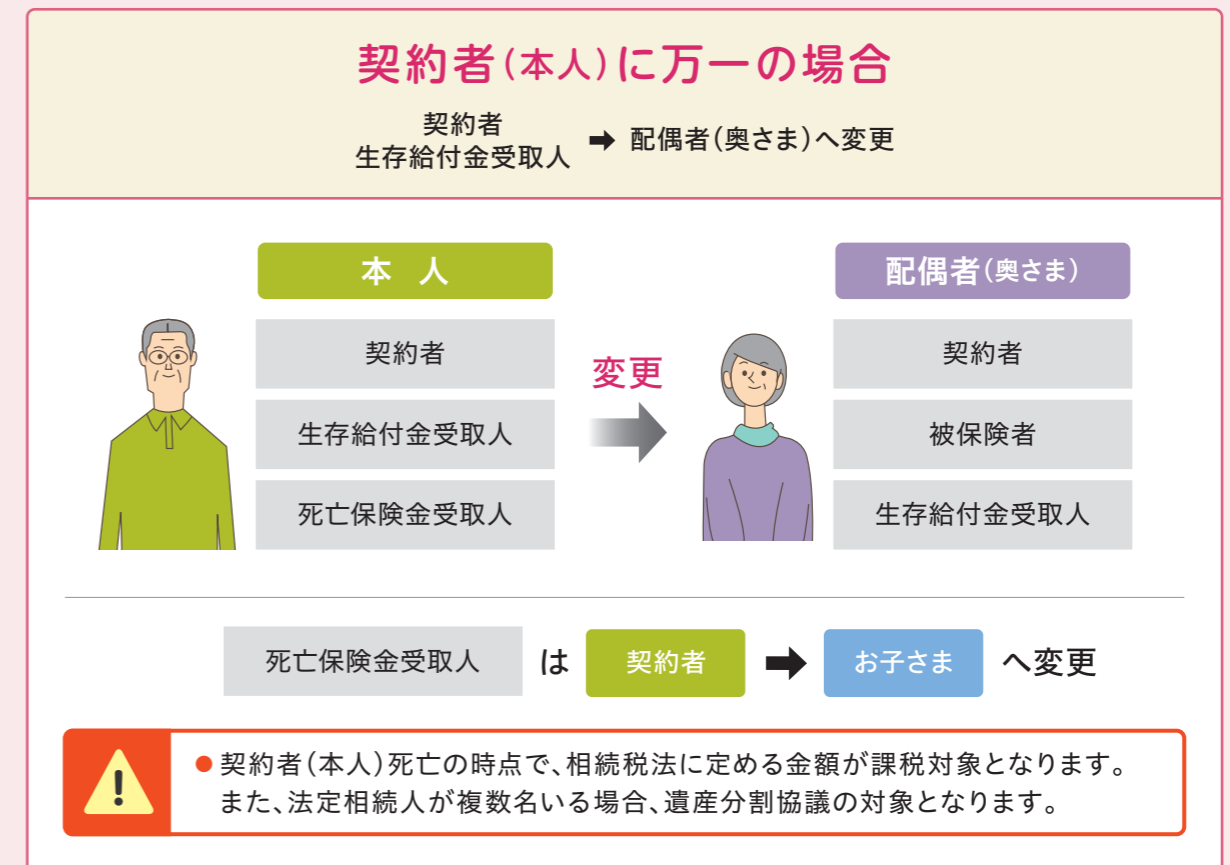 契約者(本人)に万一の場合
契約者
生存給付金受取人
➡ 配偶者(奥さま)へ変更
本 人
契約者
生存給付金受取人
死亡保険金受取人
変更
配偶者(奥さま)
契約者
被保険者
生存給付金受取人
死亡保険金受取人 は 契約者 ➡ お子さま へ変更
●契約者(本人)死亡の時点で、相続税法に定める金額が課税対象となります。
また、法定相続人が複数名いる場合、遺産分割協議の対象となります。